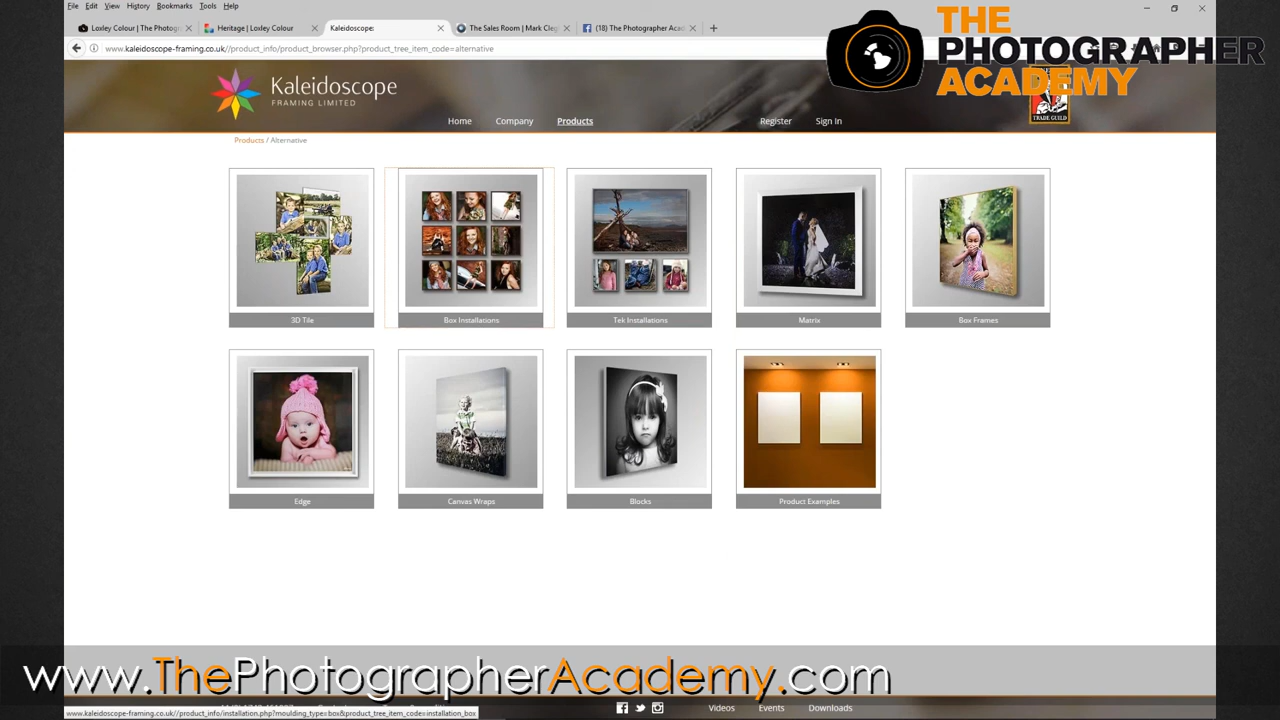 File Edit View History Bookmarks Tools Help
Loxley Colour | The Photog
Heritage | Loxley Colour
Kaleidoscope:
The Sales Room | Mark Cleg
(18) The Photographer Acad
www.kaleidoscope-framing.co.uk//product_info/product_browser.php?product_tree_item_code=alternative
THE
PHOTOGRAPHER
ACADEMY
Kaleidoscope
FRAMING LIMITED
TRADE GUILD
Home Company Products Register Sign In
Products / Alternative
3D Tile
Box Installations
Tek Installations
Matrix
Box Frames
Edge
Canvas Wraps
Blocks
Product Examples
www.ThePhotographerAcademy.com
Videos Events Downloads
www.kaleidoscope-framing.co.uk//product_info/installation.php?moulding_type=box&product_tree_item_code=installation_box